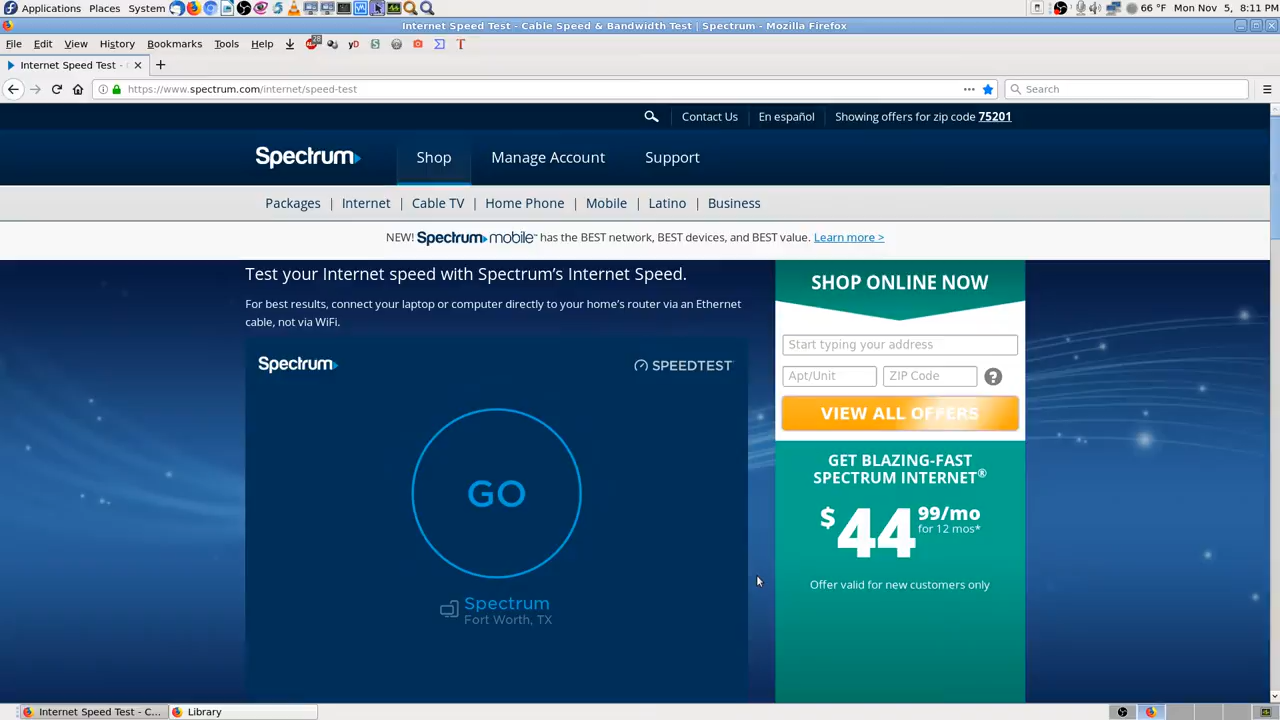 Applications Places System 66 °F Mon Nov 5, 8:11 PM
Internet Speed Test - Cable Speed & Bandwidth Test | Spectrum - Mozilla Firefox
File Edit View History Bookmarks Tools Help
Internet Speed Test - C
https://www.spectrum.com/internet/speed-test Search
Contact Us En español Showing offers for zip code 75201
Spectrum Shop Manage Account Support
Packages | Internet | Cable TV | Home Phone | Mobile | Latino | Business
NEW! Spectrum mobile™ has the BEST network, BEST devices, and BEST value. Learn more >
Test your Internet speed with Spectrum's Internet Speed.
For best results, connect your laptop or computer directly to your home's router via an Ethernet
cable, not via WiFi.
Spectrum SPEEDTEST
GO
Spectrum
Fort Worth, TX
SHOP ONLINE NOW
Start typing your address
Apt/Unit ZIP Code ?
VIEW ALL OFFERS
GET BLAZING-FAST
SPECTRUM INTERNET®
$44 99/mo
for 12 mos*
Offer valid for new customers only
Internet Speed Test - C... Library